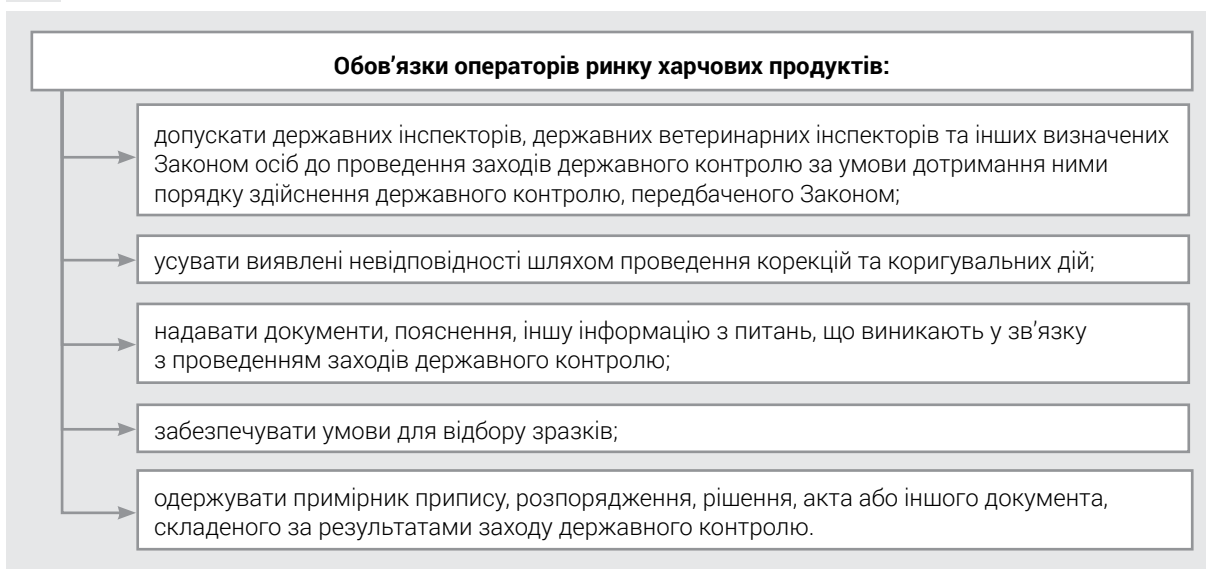 Обов’язки операторів ринку харчових продуктів:
допускати державних інспекторів, державних ветеринарних інспекторів та інших визначених
Законом осіб до проведення заходів державного контролю за умови дотримання ними
порядку здійснення державного контролю, передбаченого Законом;
усувати виявлені невідповідності шляхом проведення корекцій та коригувальних дій;
надавати документи, пояснення, іншу інформацію з питань, що виникають у зв’язку
з проведенням заходів державного контролю;
забезпечувати умови для відбору зразків;
одержувати примірник припису, розпорядження, рішення, акта або іншого документа,
складеного за результатами заходу державного контролю.